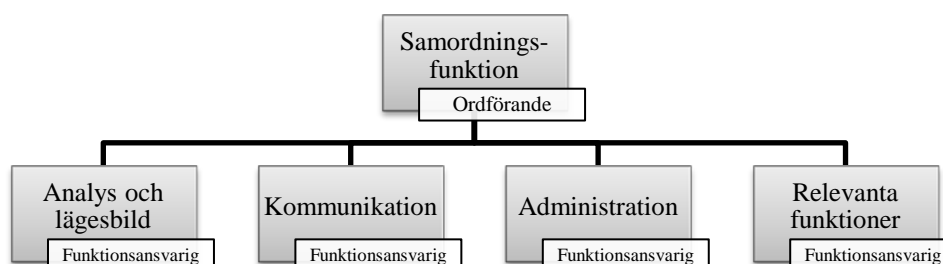 Samordnings-
funktion
Ordförande
Analys och
lägesbild
Funktionsansvarig
Kommunikation
Funktionsansvarig
Administration
Funktionsansvarig
Relevanta
funktioner
Funktionsansvarig